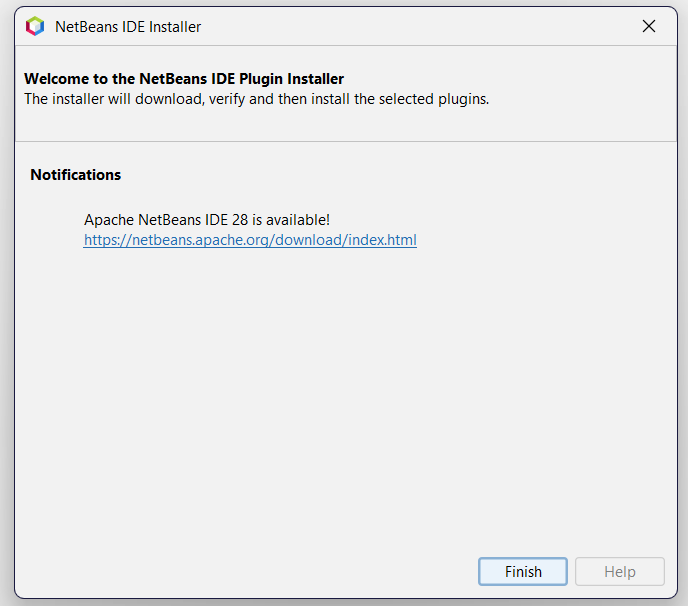 NetBeans IDE Installer
Welcome to the NetBeans IDE Plugin Installer
The installer will download, verify and then install the selected plugins.
Notifications
Apache NetBeans IDE 28 is available!
https://netbeans.apache.org/download/index.html
Finish
Help